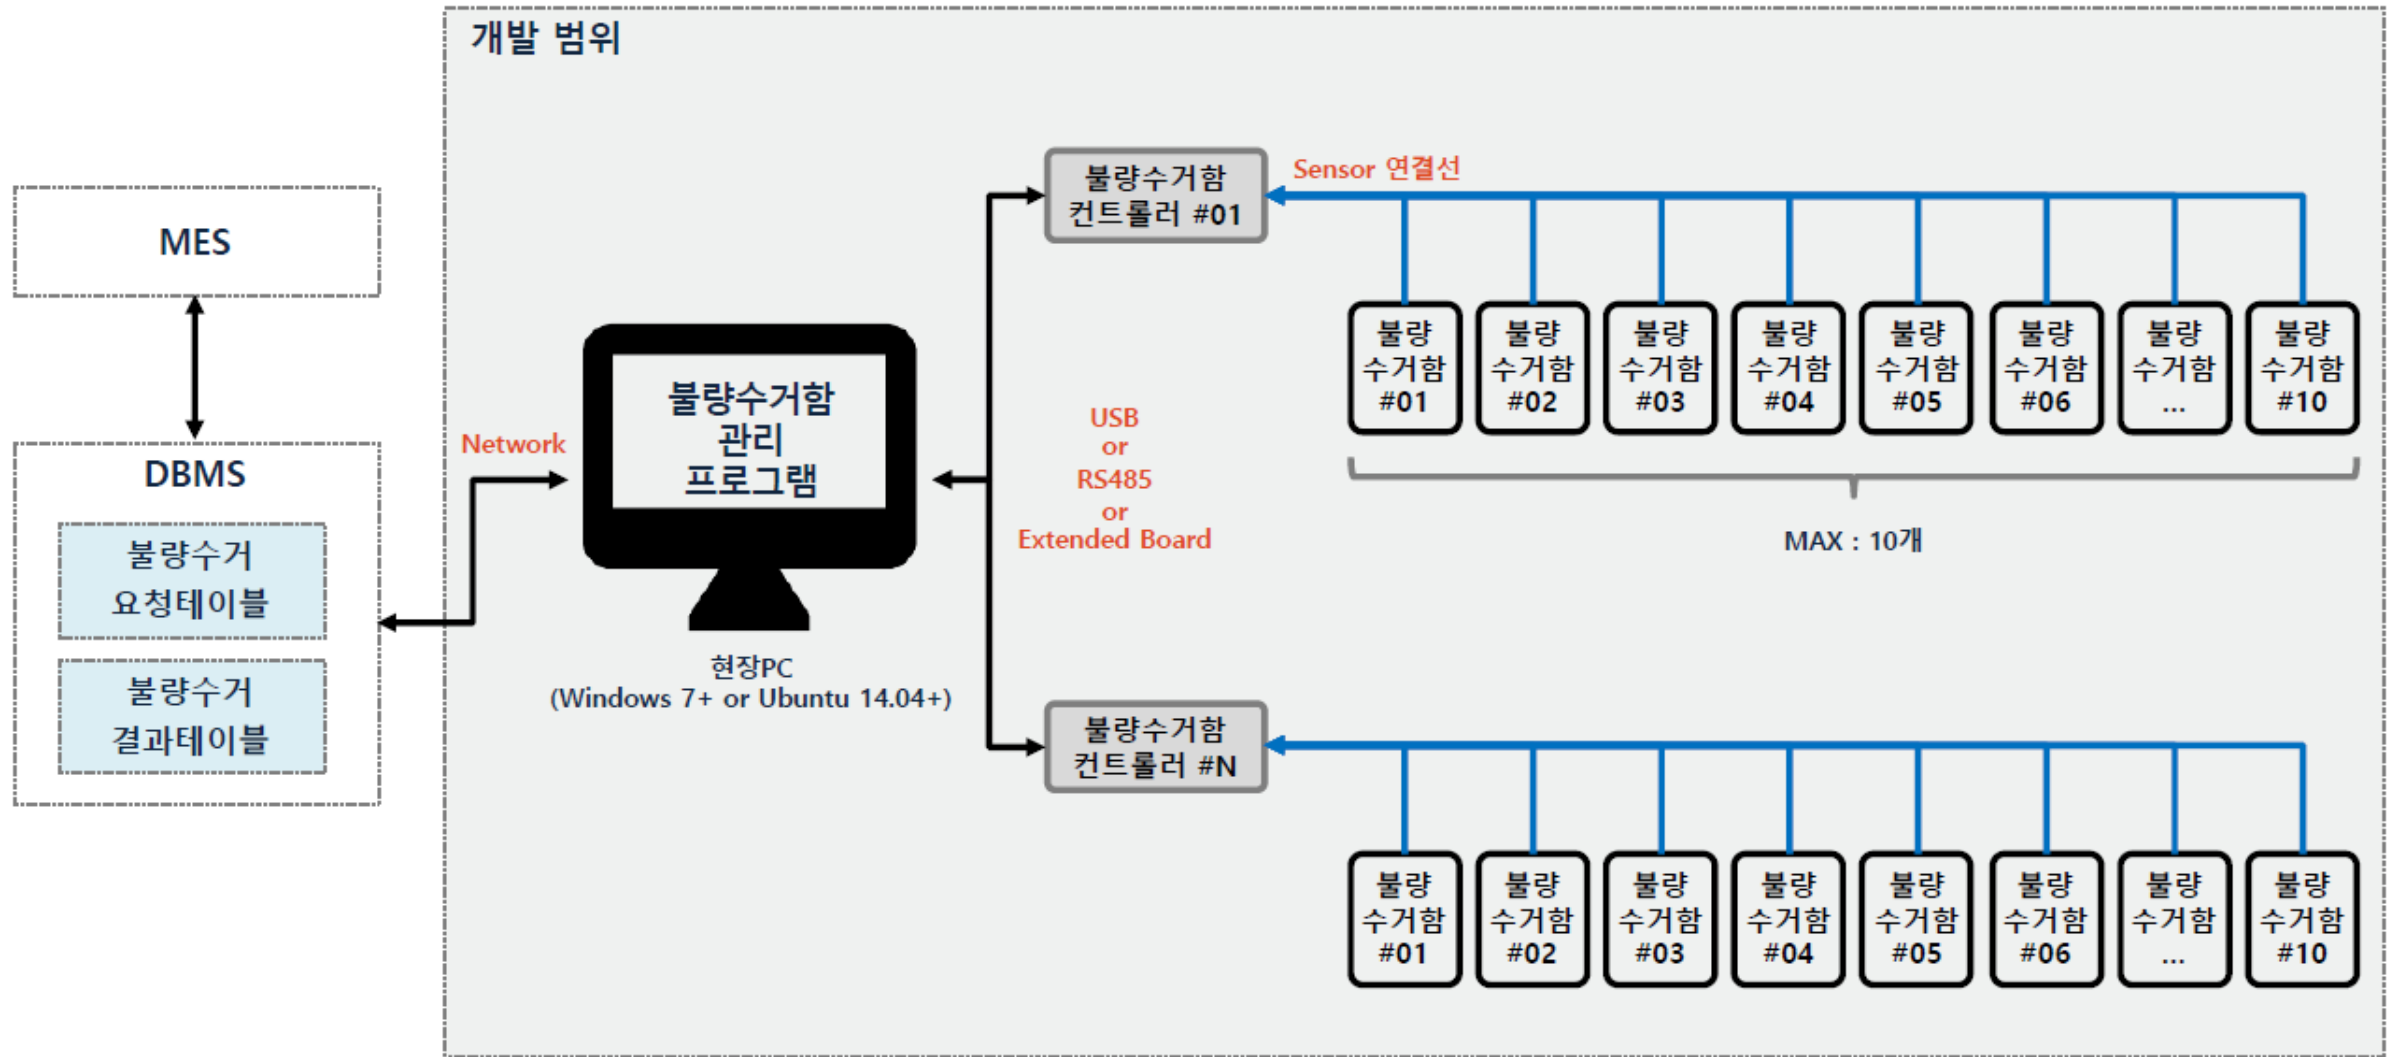 개발 범위
MES
DBMS
불량수거
요청테이블
불량수거
결과테이블
Network
불량수거함
관리
프로그램
현장PC
(Windows 7+ or Ubuntu 14.04+)
USB
or
RS485
or
Extended Board
불량수거함
컨트롤러 #01
Sensor 연결선
불량
수거함
#01
불량
수거함
#02
불량
수거함
#03
불량
수거함
#04
불량
수거함
#05
불량
수거함
#06
불량
수거함
...
불량
수거함
#10
MAX : 10개
불량수거함
컨트롤러 #N
불량
수거함
#01
불량
수거함
#02
불량
수거함
#03
불량
수거함
#04
불량
수거함
#05
불량
수거함
#06
불량
수거함
...
불량
수거함
#10